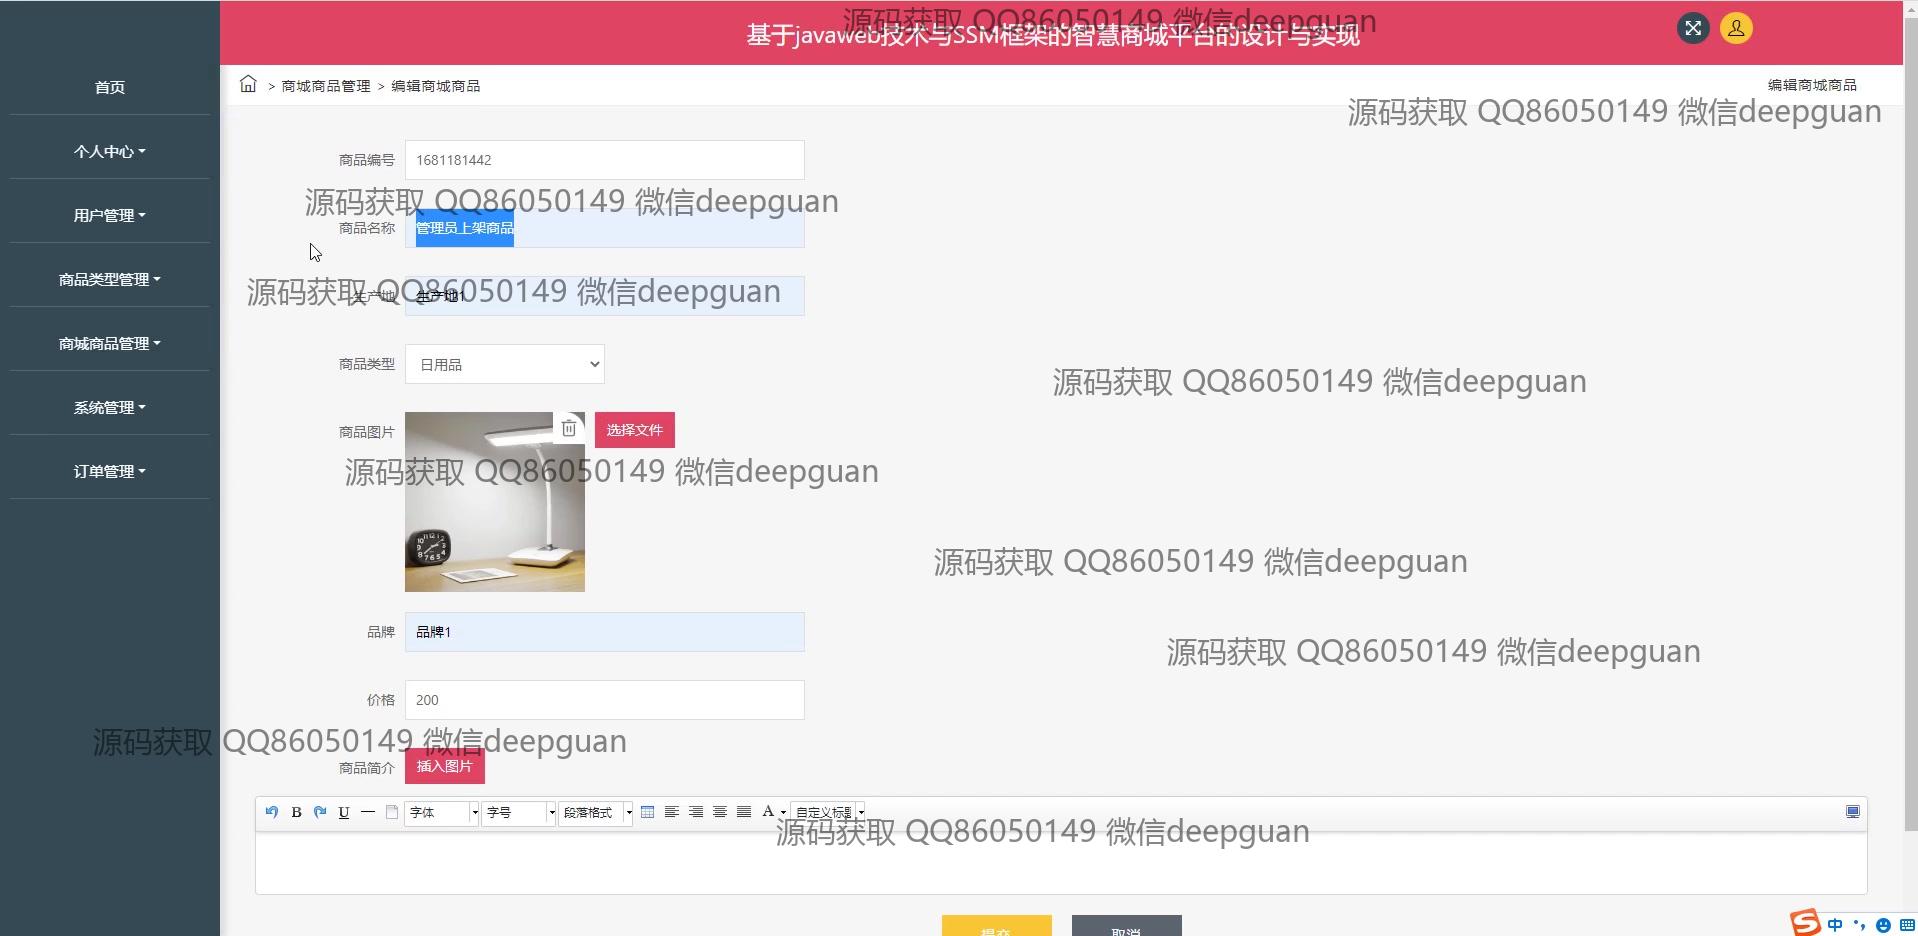 基于javaweb技术与SSM框架的智慧商城平台的设计与实现
源码获取 QQ86050149 微信deepguan
首页
个人中心
用户管理
商品类型管理
商城商品管理
系统管理
订单管理
> 商城商品管理 > 编辑商城商品
编辑商城商品
源码获取 QQ86050149 微信deepguan
商品编号 1681181442
源码获取 QQ86050149 微信deepguan
商品名称 管理员上架商品
生产地 生产地1
源码获取 QQ86050149 微信deepguan
商品类型 日用品
源码获取 QQ86050149 微信deepguan
商品图片 选择文件
源码获取 QQ86050149 微信deepguan
源码获取 QQ86050149 微信deepguan
品牌 品牌1
源码获取 QQ86050149 微信deepguan
价格 200
源码获取 QQ86050149 微信deepguan
商品简介 插入图片
B U 字体 字号 段落格式 A 自定义标题
源码获取 QQ86050149 微信deepguan
提交 取消
中